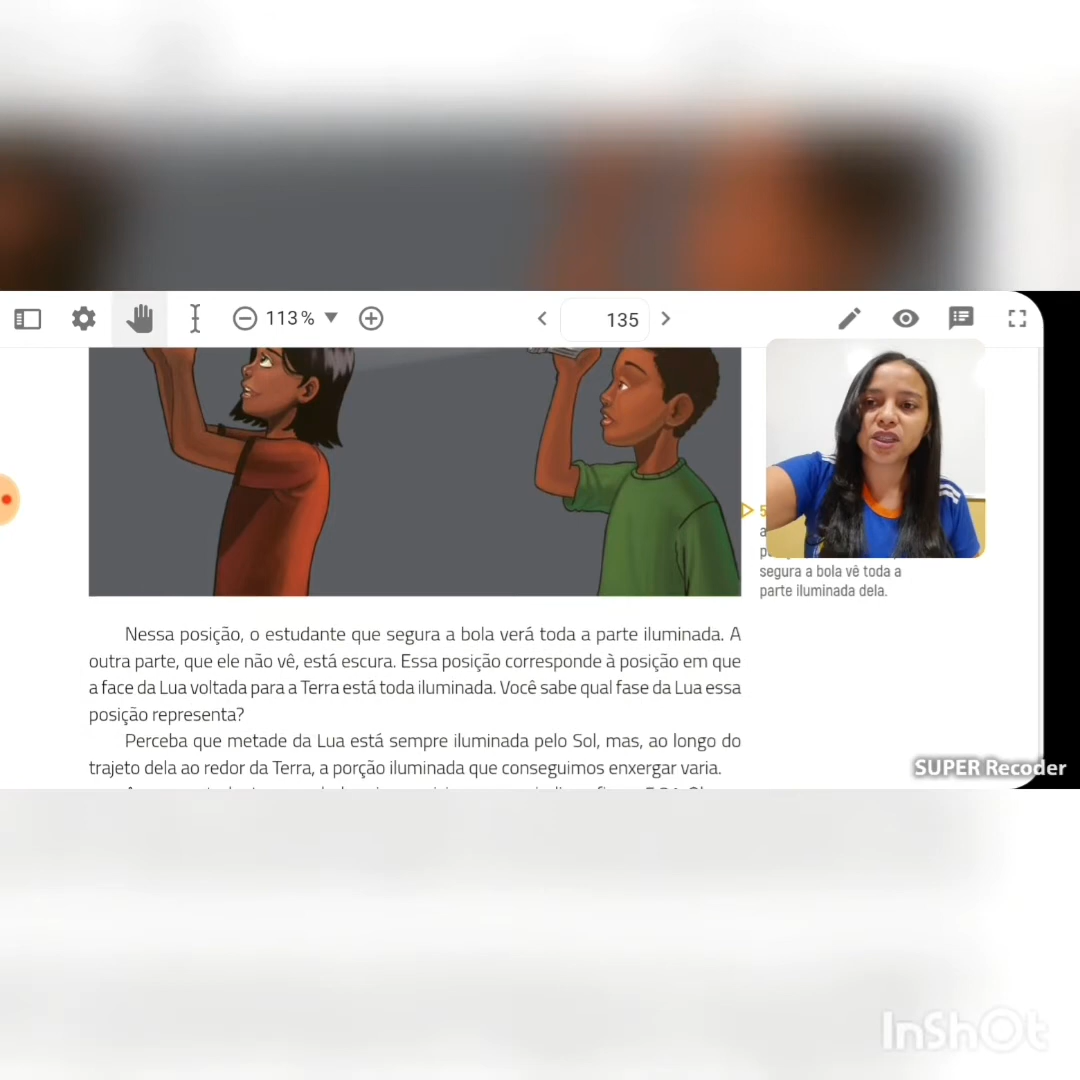 113%
135
5
a
p
segura a bola vê toda a
parte iluminada dela.
Nessa posição, o estudante que segura a bola verá toda a parte iluminada. A
outra parte, que ele não vê, está escura. Essa posição corresponde à posição em que
a face da Lua voltada para a Terra está toda iluminada. Você sabe qual fase da Lua essa
posição representa?
Perceba que metade da Lua está sempre iluminada pelo Sol, mas, ao longo do
trajeto dela ao redor da Terra, a porção iluminada que conseguimos enxergar varia.
SUPER Recoder
InShOt